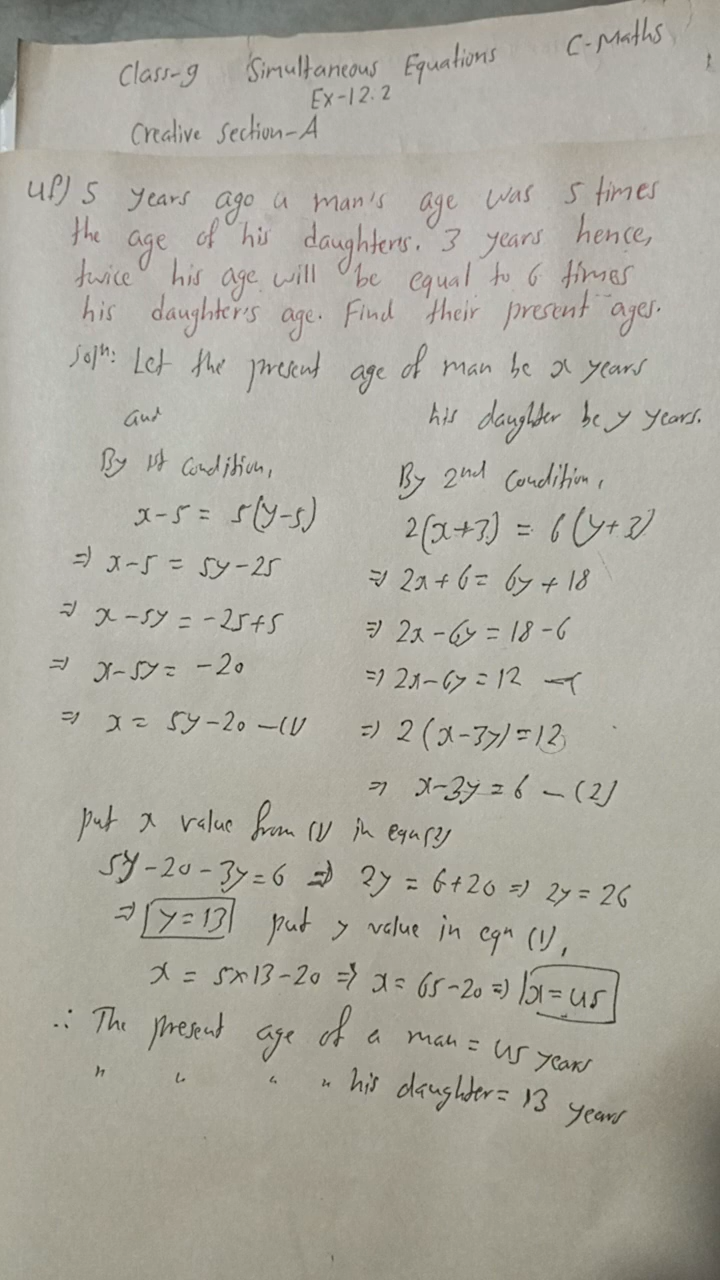 Class-9 Simultaneous Equations C-Maths
Ex-12.2
Creative Section-A
4f) 5 years ago a man's age was 5 times
the age of his daughters. 3 years hence,
twice his age will be equal to 6 times
his daughter's age. Find their present ages.
Solⁿ: Let the present age of man be x years
and his daughter be y years.
By 1st Condition,
x-5 = 5(y-5)
⇒ x-5 = 5y-25
⇒ x-5y = -25+5
⇒ x-5y = -20
⇒ x = 5y-20 -(1)
By 2nd Condition,
2(x+3) = 6(y+3)
⇒ 2x+6 = 6y+18
⇒ 2x-6y = 18-6
⇒ 2x-6y = 12
⇒ 2(x-3y) = 12
⇒ x-3y = 6 -(2)
put x value from (1) in eqn(2)
5y-20-3y=6 ⇒ 2y = 6+20 ⇒ 2y = 26
⇒ y=13 put y value in eqn (1),
x = 5x13-20 ⇒ x = 65-20 ⇒ x=45
∴ The present age of a man = 45 years
" " " " his daughter = 13 years